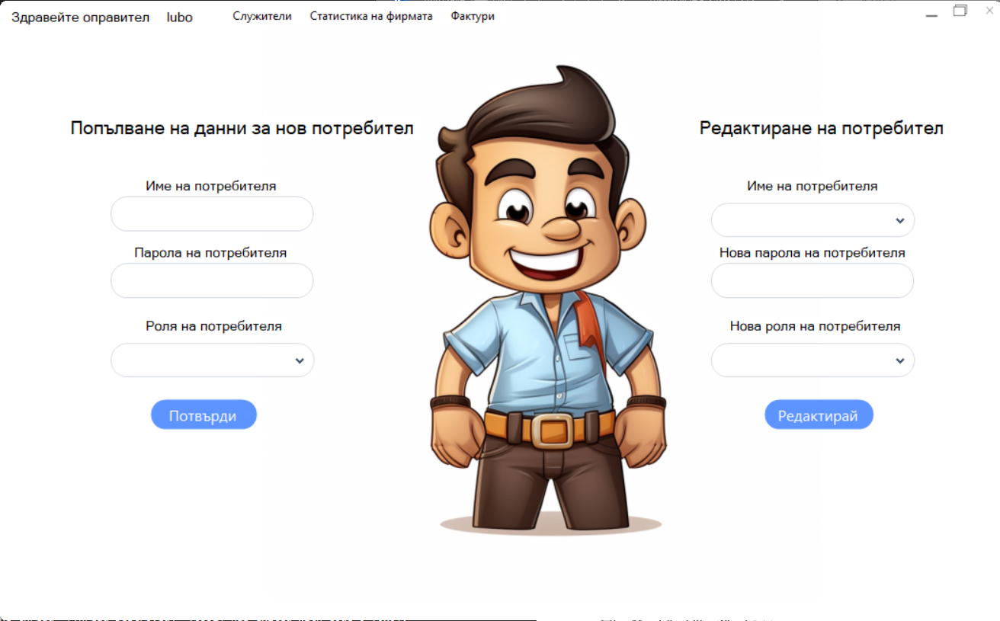 Здравейте оправител lubo Служители Статистика на фирмата Фактури
Попълване на данни за нов потребител
Име на потребителя
Парола на потребителя
Роля на потребителя
Потвърди
Редактиране на потребител
Име на потребителя
Нова парола на потребителя
Нова роля на потребителя
Редактирай